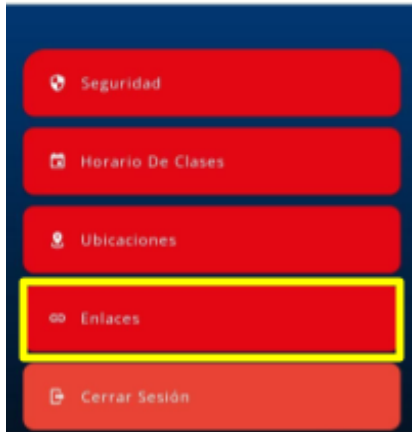 Seguridad
Horario De Clases
Ubicaciones
Enlaces
Cerrar Sesión